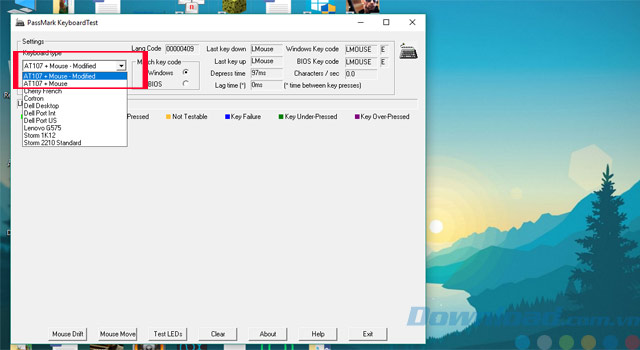 PassMark KeyboardTest
Settings
Keyboard type
AT107 + Mouse - Modified
AT107 + Mouse - Modified
AT107 + Mouse
Cherry French
Cortron
Dell Desktop
Dell Port Int
Dell Port US
Lenovo G575
Storm 1K12
Storm 2210 Standard
Lang Code 00000409
Match key code
Windows
BIOS
Last key down LMouse
Last key up LMouse
Depress time 97ms
Lag time (*) 0ms
Windows Key code LMOUSE E
BIOS Key code LMOUSE E
Characters / sec 0.0
(* time between key presses)
Pressed Not Testable Key Failure Key Under-Pressed Key Over-Pressed
Mouse Drift Mouse Move Test LEDs Clear About Help Exit
Download.com.vn